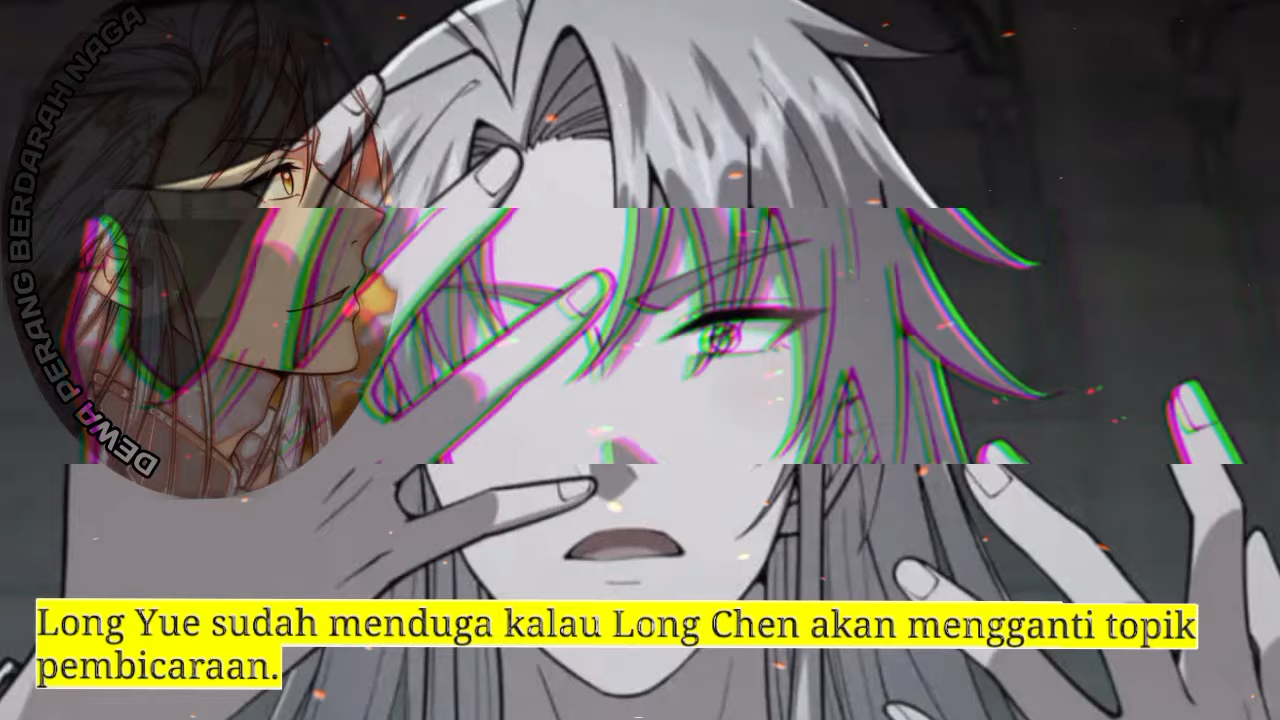 DEWA PERANG BERDARAH NAGA
Long Yue sudah menduga kalau Long Chen akan mengganti topik
pembicaraan.